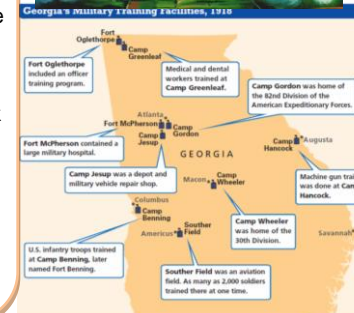 e
Georgia's Military Training Facilities, 1918
Fort
Oglethorpe
Camp
Greenleaf
Fort Oglethorpe
included an officer
training program.
Medical and dental
workers trained at
Camp Greenleaf.
Camp Gordon was home of
the 82nd Division of the
American Expeditionary Forces.
Atlanta
Fort McPherson
Camp
Gordon
Camp
Jesup
Fort McPherson contained a
large military hospital.
GEORGIA
Camp
Hancock
Augusta
Camp Jesup was a depot and
military vehicle repair shop.
Macon
Camp
Wheeler
Machine gun trai
was done at Cam
Hancock.
Columbus
Camp
Benning
Americus
Souther
Field
Camp Wheeler
was home of the
30th Division.
Savannah
U.S. infantry troops trained
at Camp Benning, later
named Fort Benning.
Souther Field was an aviation
field. As many as 2,000 soldiers
trained there at one time.